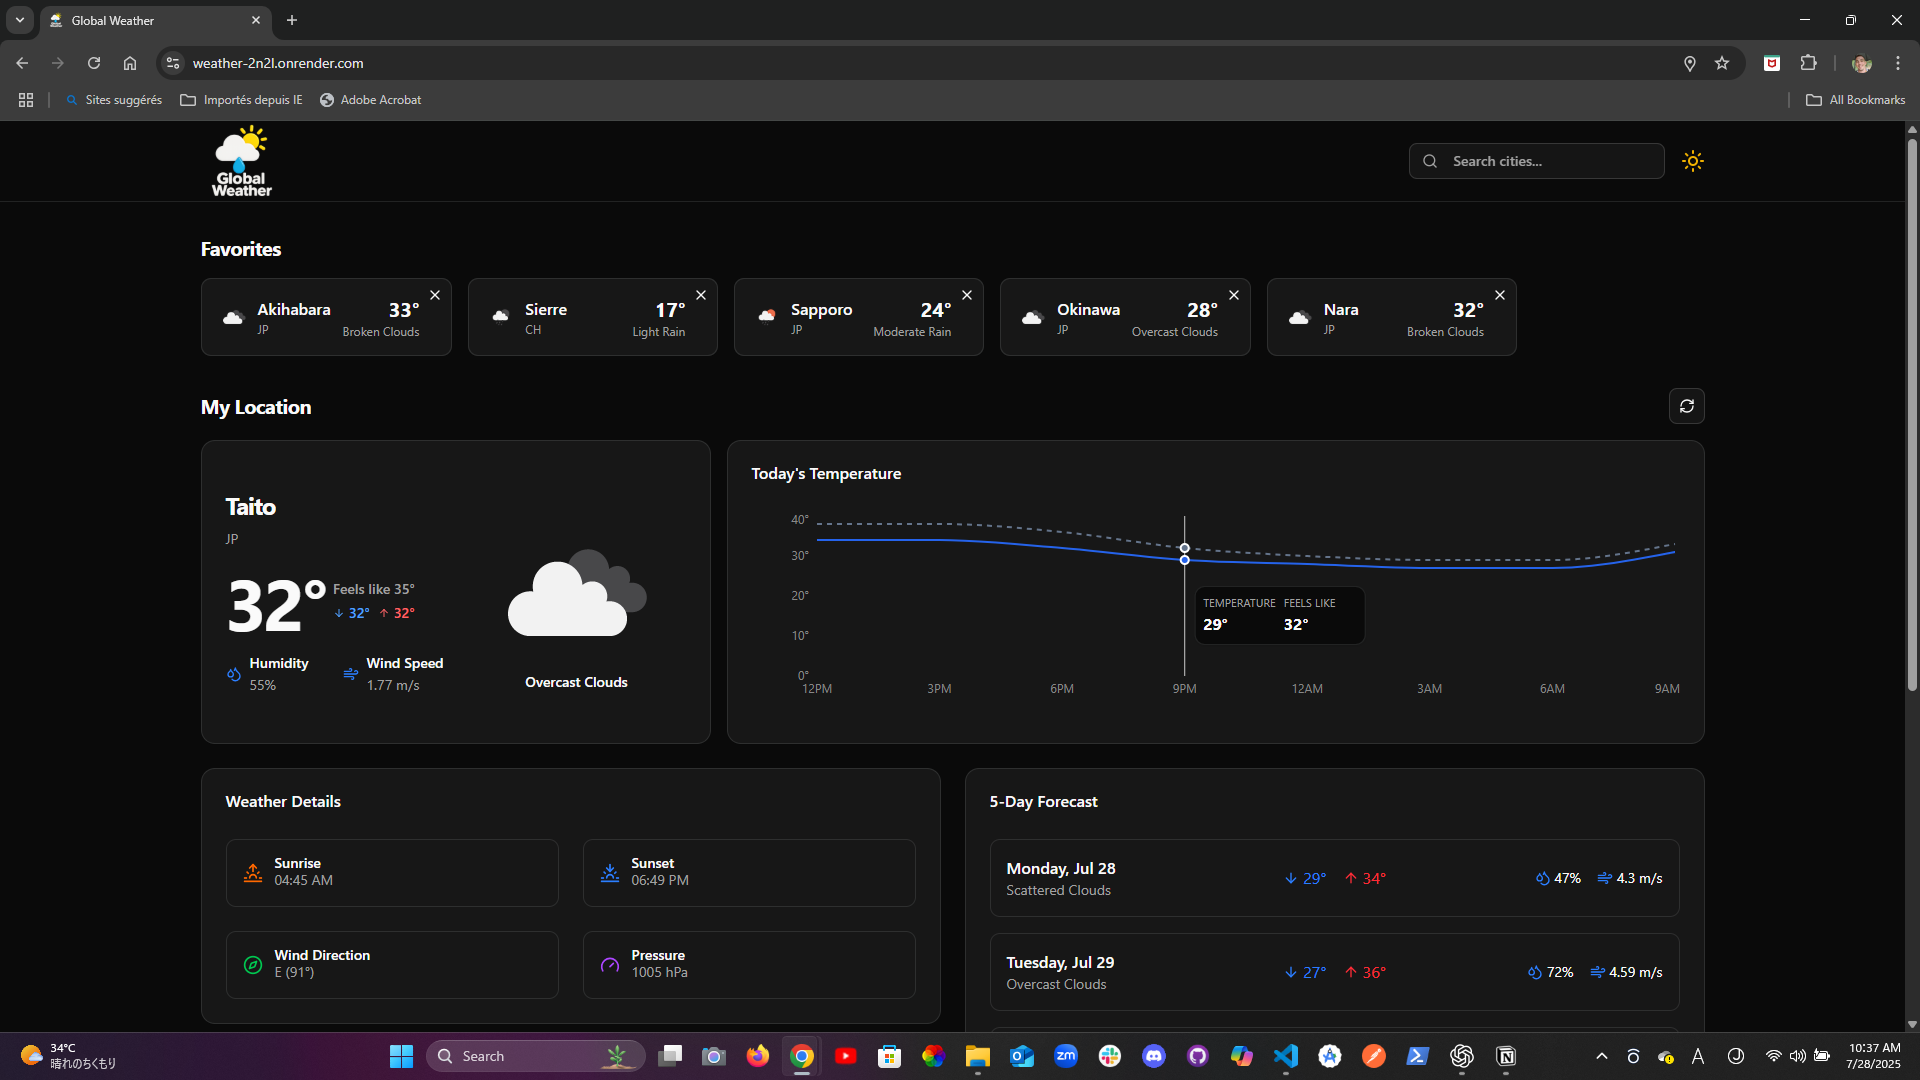 Global Weather
weather-2n2l.onrender.com
Sites suggérés
Importés depuis IE
Adobe Acrobat
All Bookmarks
Global
Weather
Search cities...
Favorites
Akihabara 33°
JP Broken Clouds
Sierre 17°
CH Light Rain
Sapporo 24°
JP Moderate Rain
Okinawa 28°
JP Overcast Clouds
Nara 32°
JP Broken Clouds
My Location
Taito
JP
32°
Feels like 35°
↓ 32° ↑ 32°
Humidity
55%
Wind Speed
1.77 m/s
Overcast Clouds
Today's Temperature
40°
30°
20°
10°
0°
TEMPERATURE FEELS LIKE
29° 32°
12PM 3PM 6PM 9PM 12AM 3AM 6AM 9AM
Weather Details
Sunrise
04:45 AM
Sunset
06:49 PM
Wind Direction
E (91°)
Pressure
1005 hPa
5-Day Forecast
Monday, Jul 28
Scattered Clouds
↓ 29° ↑ 34°
47% 4.3 m/s
Tuesday, Jul 29
Overcast Clouds
↓ 27° ↑ 36°
72% 4.59 m/s
34°C
晴れのちくもり
Search
zm
A
10:37 AM
7/28/2025